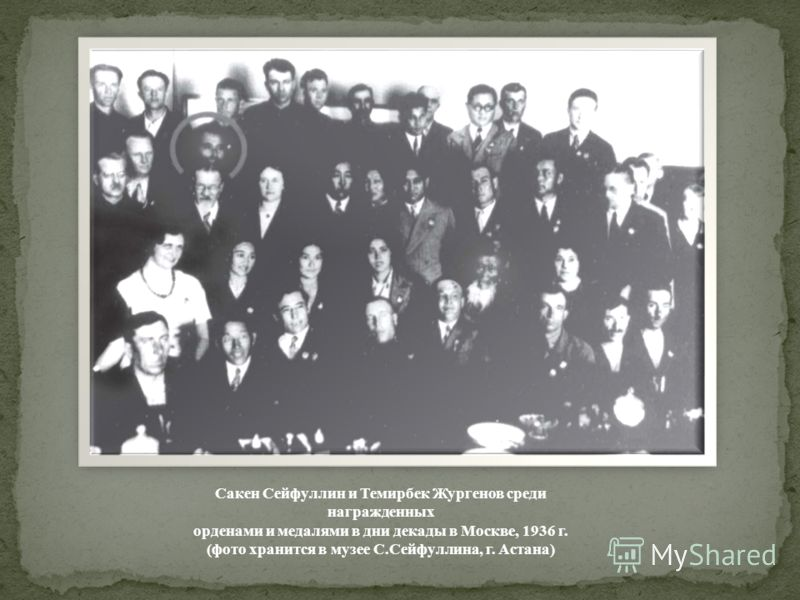 Сакен Сейфуллин и Темирбек Жургенов среди
награжденных
орденами и медалями в дни декады в Москве, 1936 г.
(фото хранится в музее С.Сейфуллина, г. Астана)
MyShared